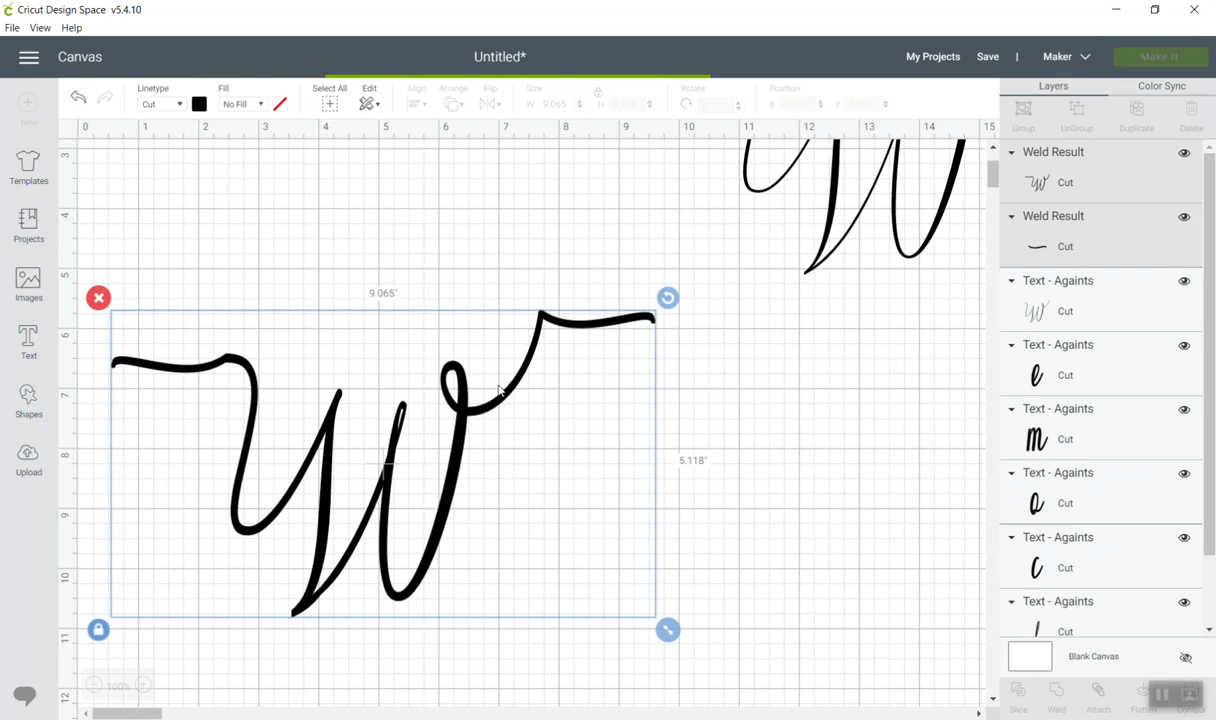 Cricut Design Space v5.4.10
File View Help
Canvas Untitled* My Projects Save | Maker Make It
Linetype Fill Select All Edit Align Arrange Flip Size Rotate Position
Cut No Fill W 9.065 H X Y
Layers Color Sync
Group UnGroup Duplicate Delete
0 1 2 3 4 5 6 7 8 9 10 11 12 13 14 15
3
4
5
6
7
8
9
10
11
12
New
Templates
Projects
Images
Text
Shapes
Upload
9.065"
5.118"
W
W
100%
Weld Result
W Cut
Weld Result
Cut
Text - Againts
W Cut
Text - Againts
e Cut
Text - Againts
m Cut
Text - Againts
o Cut
Text - Againts
c Cut
Text - Againts
l Cut
Blank Canvas
Slice Weld Attach Flatten Contour